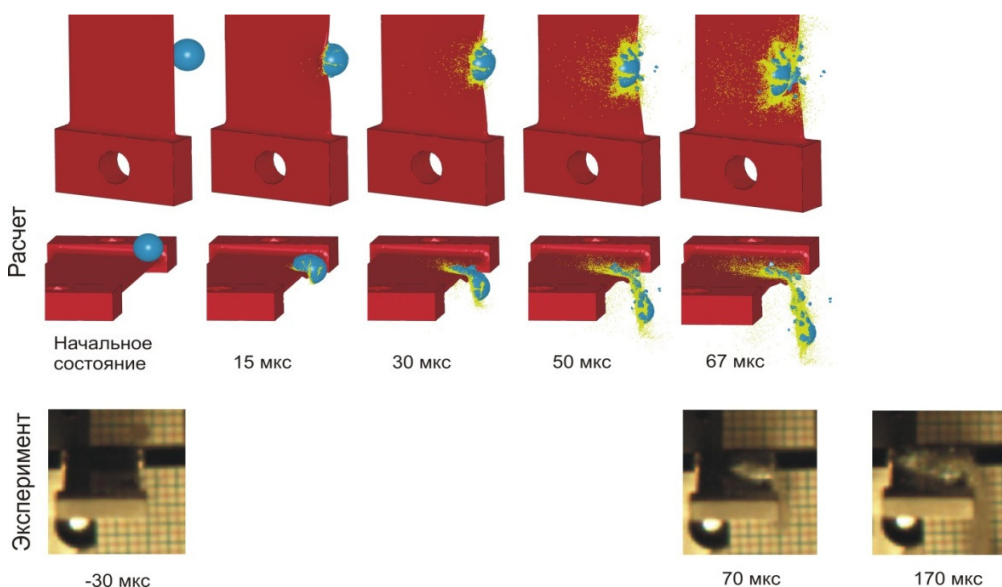 Расчет
Начальное
состояние
15 мкс
30 мкс
50 мкс
67 мкс
Эксперимент
-30 мкс
70 мкс
170 мкс